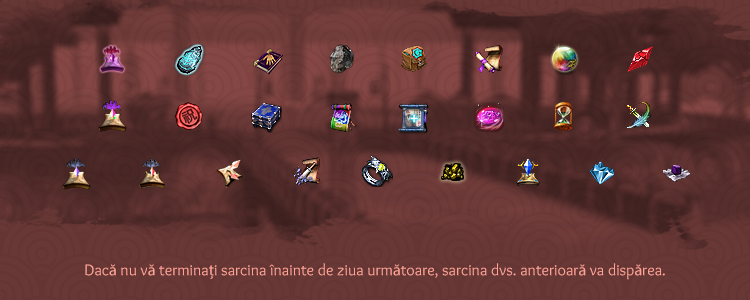 Dacă nu vă terminați sarcina înainte de ziua următoare, sarcina dvs. anterioară va dispărea.